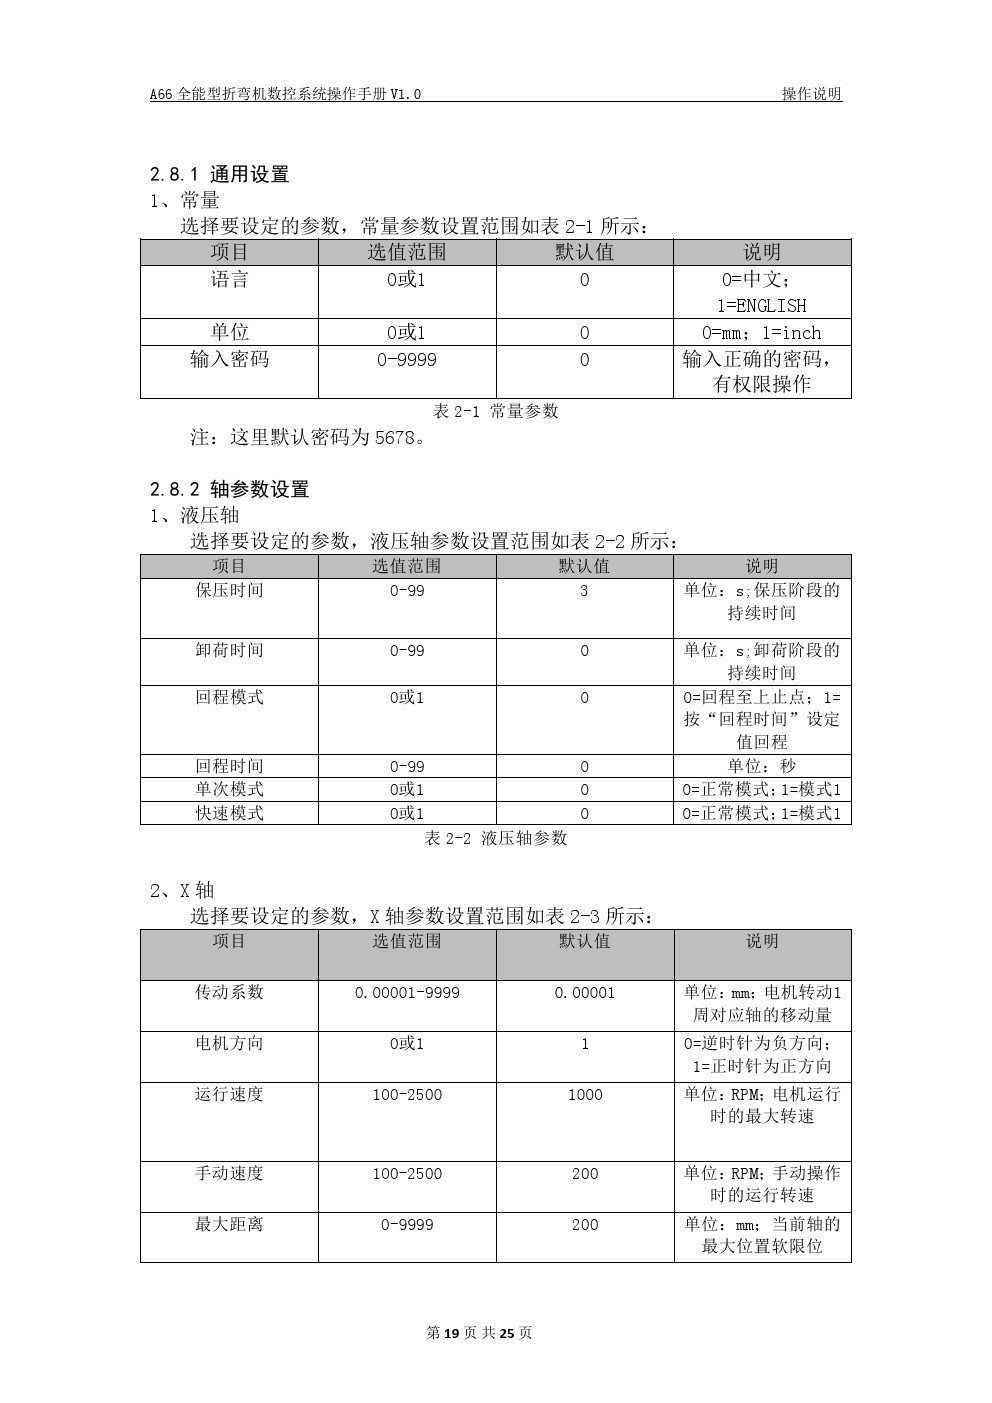 A66 全能型折弯机数控系统操作手册 V1.0 操作说明
2.8.1 通用设置
1、常量
选择要设定的参数，常量参数设置范围如表 2-1 所示：
项目 选值范围 默认值 说明
语言 0或1 0 0=中文；
1=ENGLISH
单位 0或1 0 0=mm；1=inch
输入密码 0-9999 0 输入正确的密码，
有权限操作
表 2-1 常量参数
注：这里默认密码为 5678。
2.8.2 轴参数设置
1、液压轴
选择要设定的参数，液压轴参数设置范围如表 2-2 所示：
项目 选值范围 默认值 说明
保压时间 0-99 3 单位：s;保压阶段的
持续时间
卸荷时间 0-99 0 单位：s;卸荷阶段的
持续时间
回程模式 0或1 0 0=回程至上止点；1=
按“回程时间”设定
值回程
回程时间 0-99 0 单位：秒
单次模式 0或1 0 0=正常模式；1=模式1
快速模式 0或1 0 0=正常模式；1=模式1
表 2-2 液压轴参数
2、X 轴
选择要设定的参数，X 轴参数设置范围如表 2-3 所示：
项目 选值范围 默认值 说明
传动系数 0.00001-9999 0.00001 单位：mm；电机转动1
周对应轴的移动量
电机方向 0或1 1 0=逆时针为负方向；
1=正时针为正方向
运行速度 100-2500 1000 单位：RPM；电机运行
时的最大转速
手动速度 100-2500 200 单位：RPM；手动操作
时的运行转速
最大距离 0-9999 200 单位：mm；当前轴的
最大位置软限位
第 19 页 共 25 页